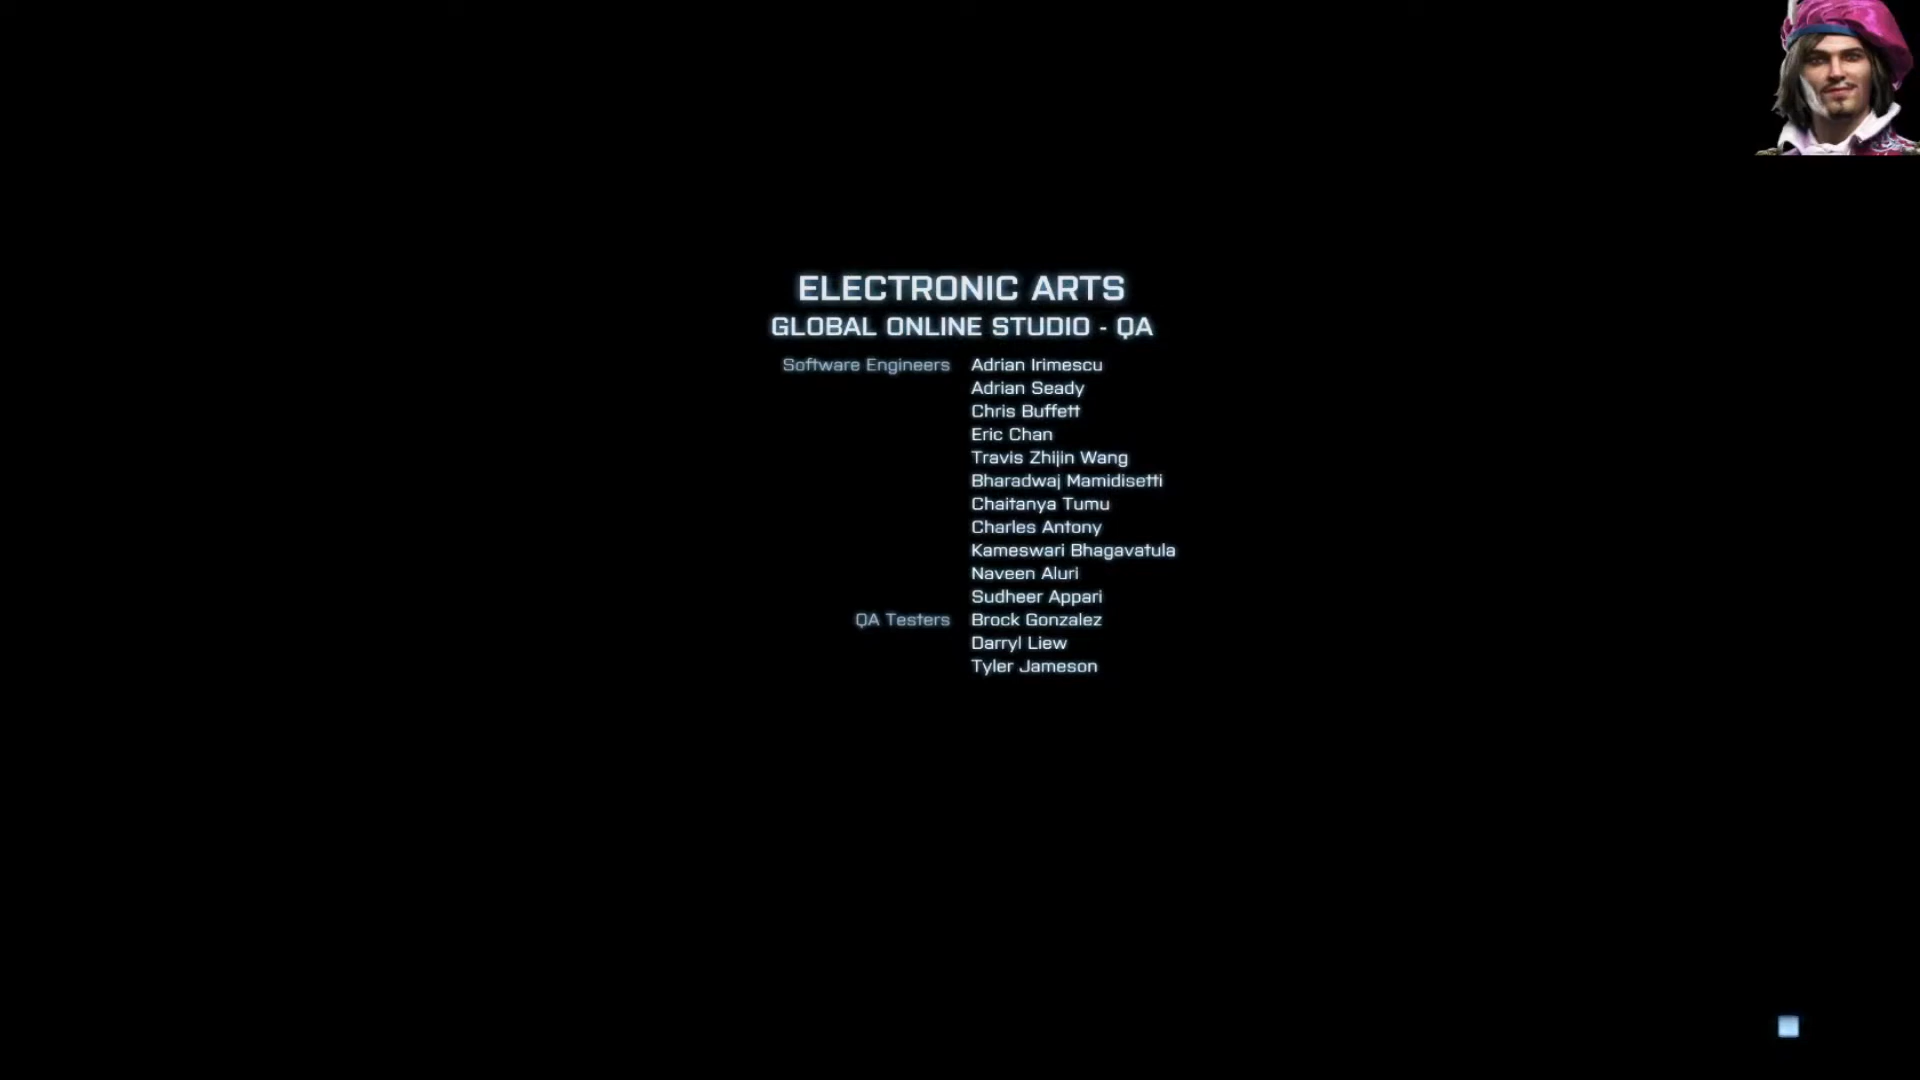 ELECTRONIC ARTS
GLOBAL ONLINE STUDIO - QA
Software Engineers Adrian Irimescu
Adrian Seady
Chris Buffett
Eric Chan
Travis Zhijin Wang
Bharadwaj Mamidisetti
Chaitanya Tumu
Charles Antony
Kameswari Bhagavatula
Naveen Aluri
Sudheer Appari
QA Testers Brock Gonzalez
Darryl Liew
Tyler Jameson